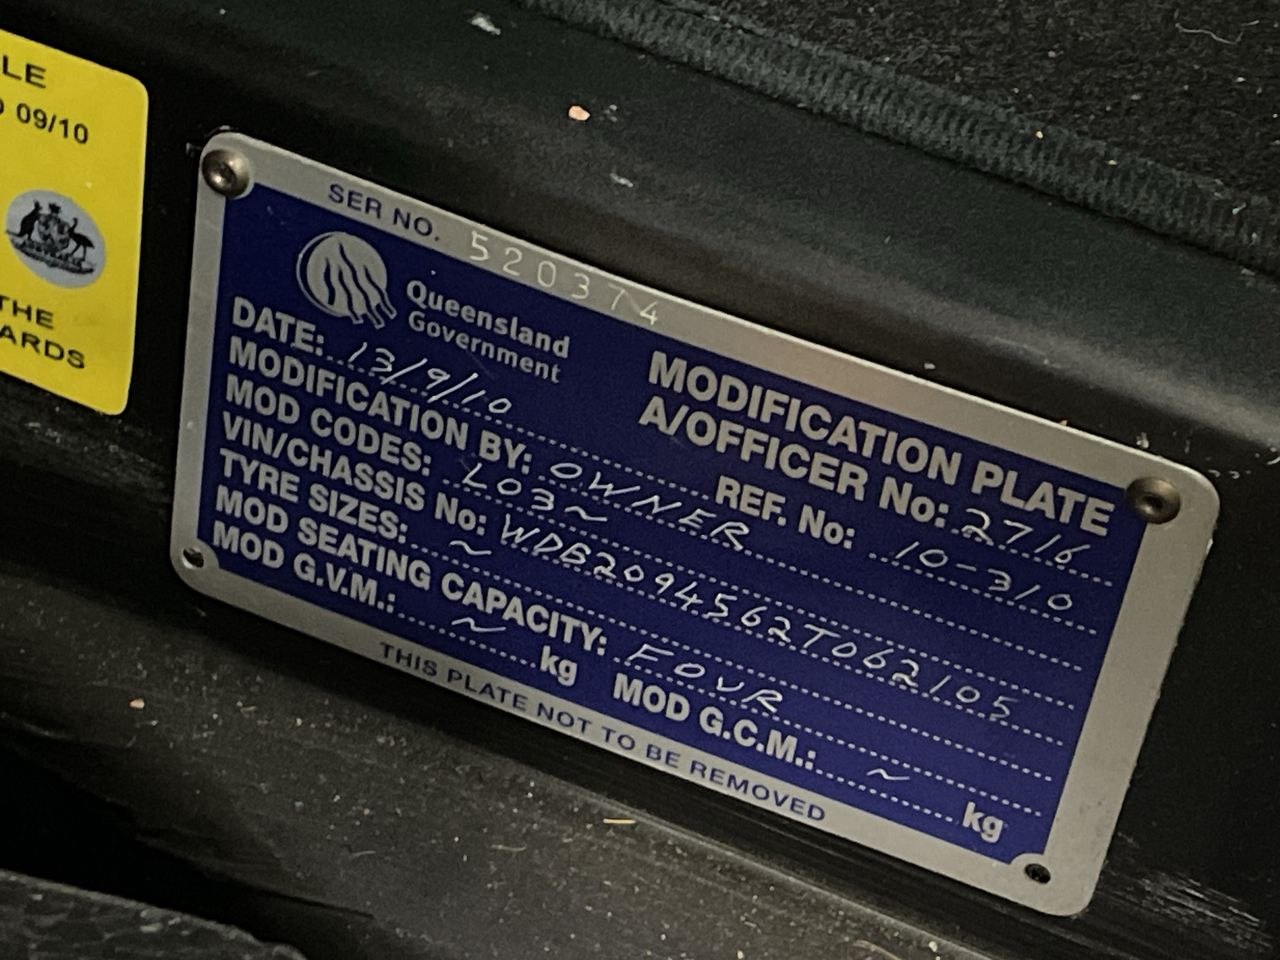 LE
09/10
AUSTRALIA
THE
ARDS
SER NO. 520374
Queensland
Government
MODIFICATION PLATE
A/OFFICER No: 2716
DATE: 13/9/10
REF. No: 10-310
MODIFICATION BY: OWNER
MOD CODES: LO3~
VIN/CHASSIS No: WDB2094562T062105
TYRE SIZES: ~
MOD SEATING CAPACITY: FOUR
MOD G.V.M.: ~ kg MOD G.C.M.: ~ kg
THIS PLATE NOT TO BE REMOVED